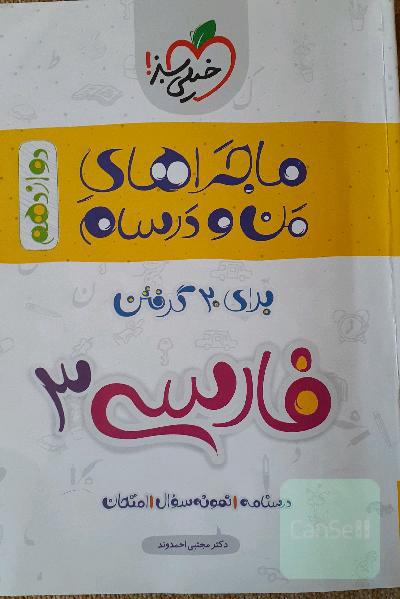 خیلی سبز!
ماجراهای
من و درسام
دوازدهم
برای ۲۰ گرفتن
فارسی ۳
درسنامه | نمونه سؤال | امتحان
دکتر مجتبی احمدوند
CanSell